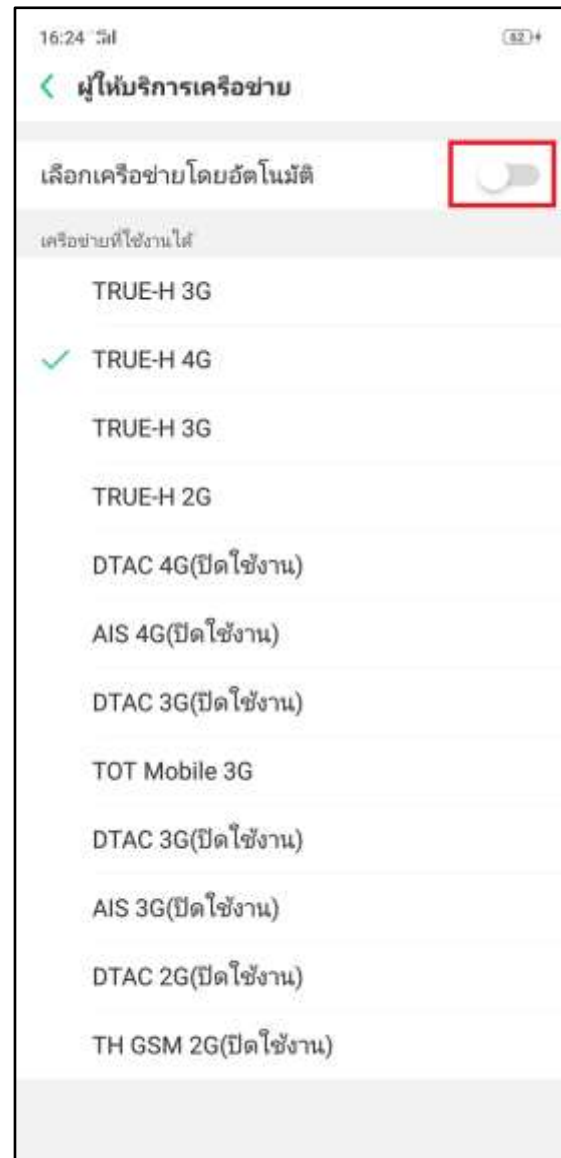 16:24
62
ผู้ให้บริการเครือข่าย
เลือกเครือข่ายโดยอัตโนมัติ
เครือข่ายที่ใช้งานได้
TRUE-H 3G
TRUE-H 4G
TRUE-H 3G
TRUE-H 2G
DTAC 4G(ปิดใช้งาน)
AIS 4G(ปิดใช้งาน)
DTAC 3G(ปิดใช้งาน)
TOT Mobile 3G
DTAC 3G(ปิดใช้งาน)
AIS 3G(ปิดใช้งาน)
DTAC 2G(ปิดใช้งาน)
TH GSM 2G(ปิดใช้งาน)